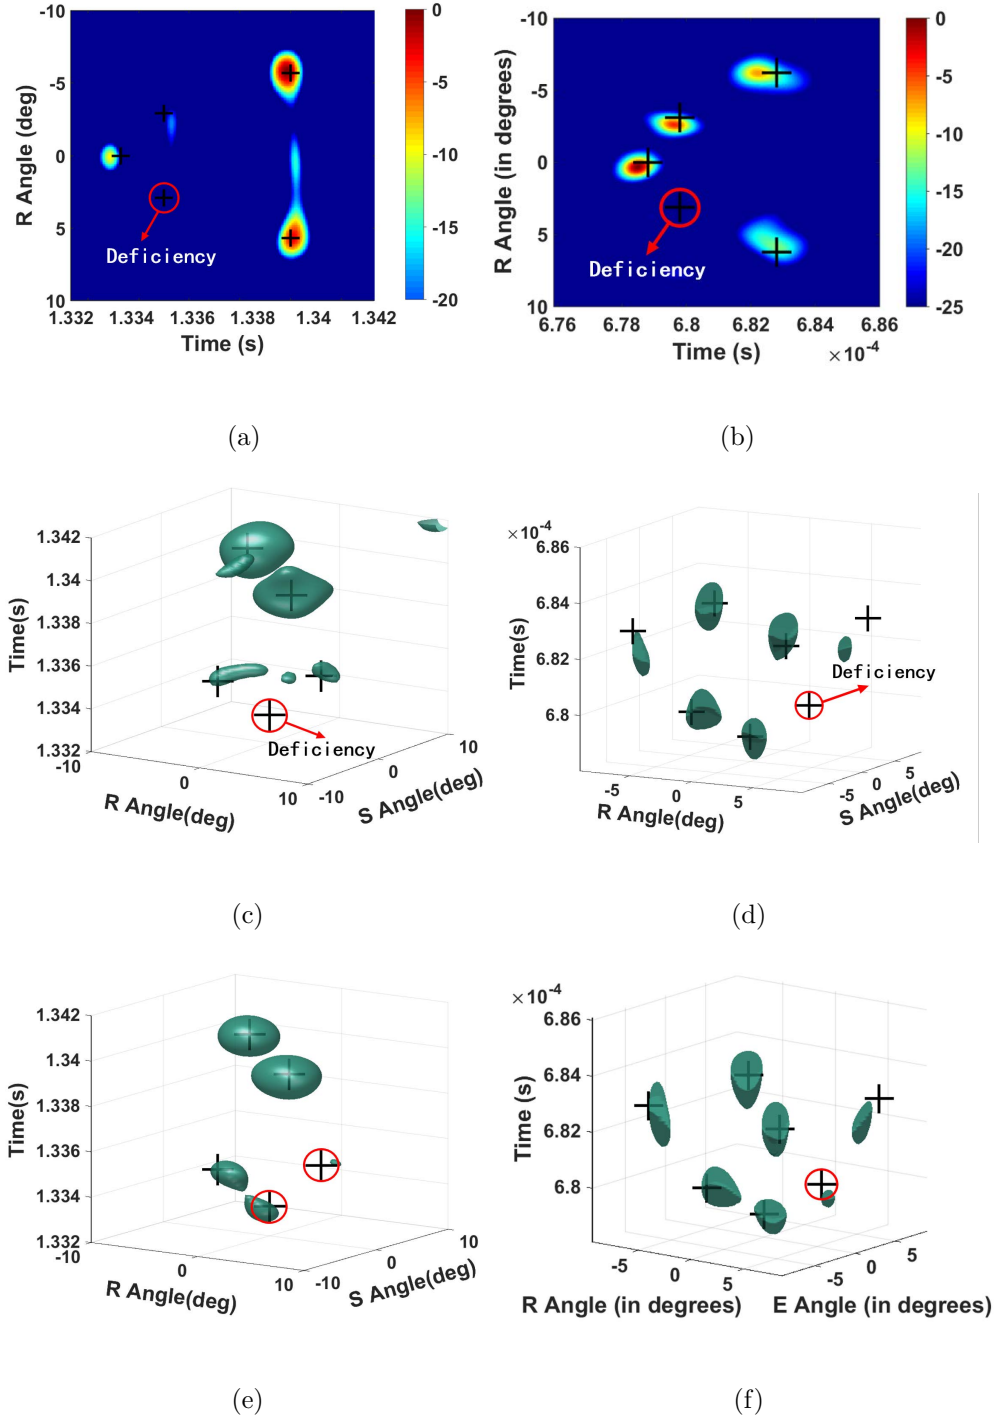 -10
-5
0
5
10
R Angle (deg)
Deficiency
1.332 1.334 1.336 1.338 1.34 1.342
Time (s)
0
-5
-10
-15
-20
(a)
-10
-5
0
5
10
R Angle (in degrees)
Deficiency
6.76 6.78 6.8 6.82 6.84 6.86
Time (s)
×10⁻⁴
0
-5
-10
-15
-20
-25
(b)
1.342
1.34
1.338
1.336
1.334
1.332
Time(s)
Deficiency
-10 0 10
R Angle(deg)
-10 0 10
S Angle(deg)
(c)
×10⁻⁴
6.86
6.84
6.82
6.8
Time(s)
Deficiency
-5 0 5
R Angle(deg)
-5 0 5
S Angle(deg)
(d)
1.342
1.34
1.338
1.336
1.334
1.332
Time(s)
-10 0 10
R Angle(deg)
-10 0 10
S Angle(deg)
(e)
×10⁻⁴
6.86
6.84
6.82
6.8
Time (s)
-5 0 5
R Angle (in degrees)
-5 0 5
E Angle (in degrees)
(f)